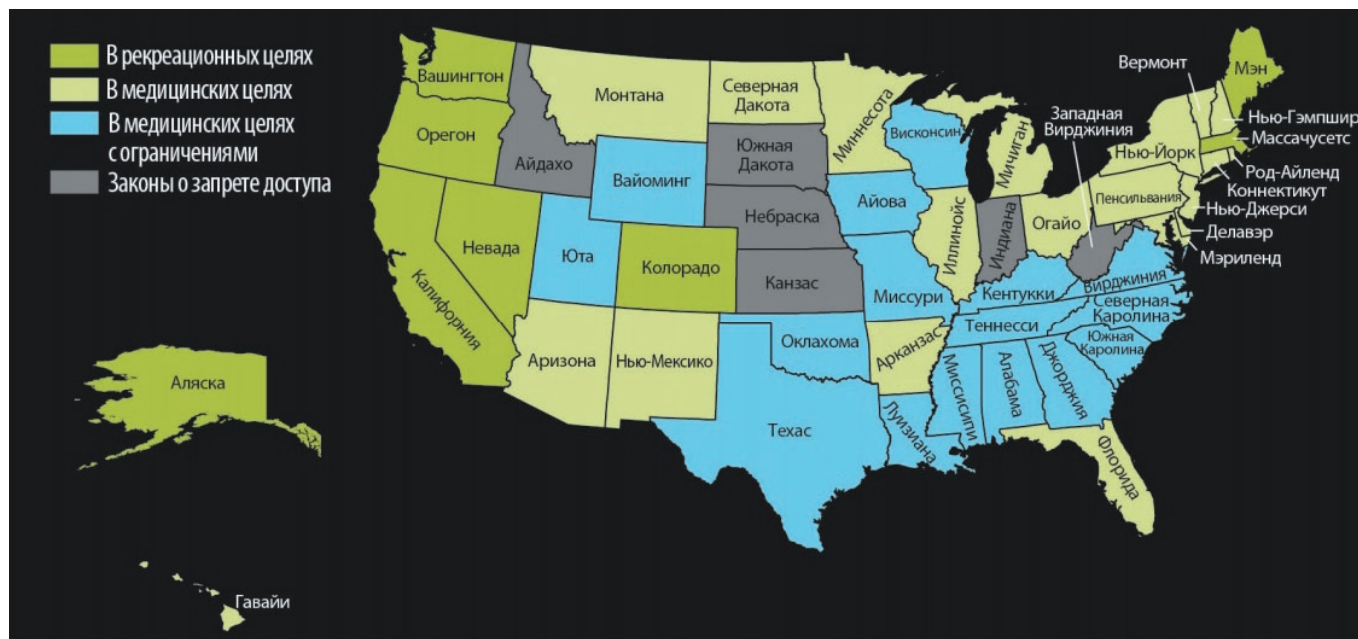 В рекреационных целях
В медицинских целях
В медицинских целях
с ограничениями
Законы о запрете доступа
Вашингтон
Орегон
Калифорния
Невада
Айдахо
Монтана
Вайоминг
Юта
Колорадо
Аризона
Нью-Мексико
Северная
Дакота
Южная
Дакота
Небраска
Канзас
Оклахома
Техас
Миннесота
Айова
Миссури
Арканзас
Луизиана
Висконсин
Иллинойс
Мичиган
Индиана
Огайо
Кентукки
Теннесси
Миссисипи
Алабама
Джорджия
Флорида
Южная
Каролина
Северная
Каролина
Вирджиния
Западная
Вирджиния
Пенсильвания
Нью-Йорк
Вермонт
Мэн
Нью-Гэмпшир
Массачусетс
Род-Айленд
Коннектикут
Нью-Джерси
Делавэр
Мэриленд
Аляска
Гавайи